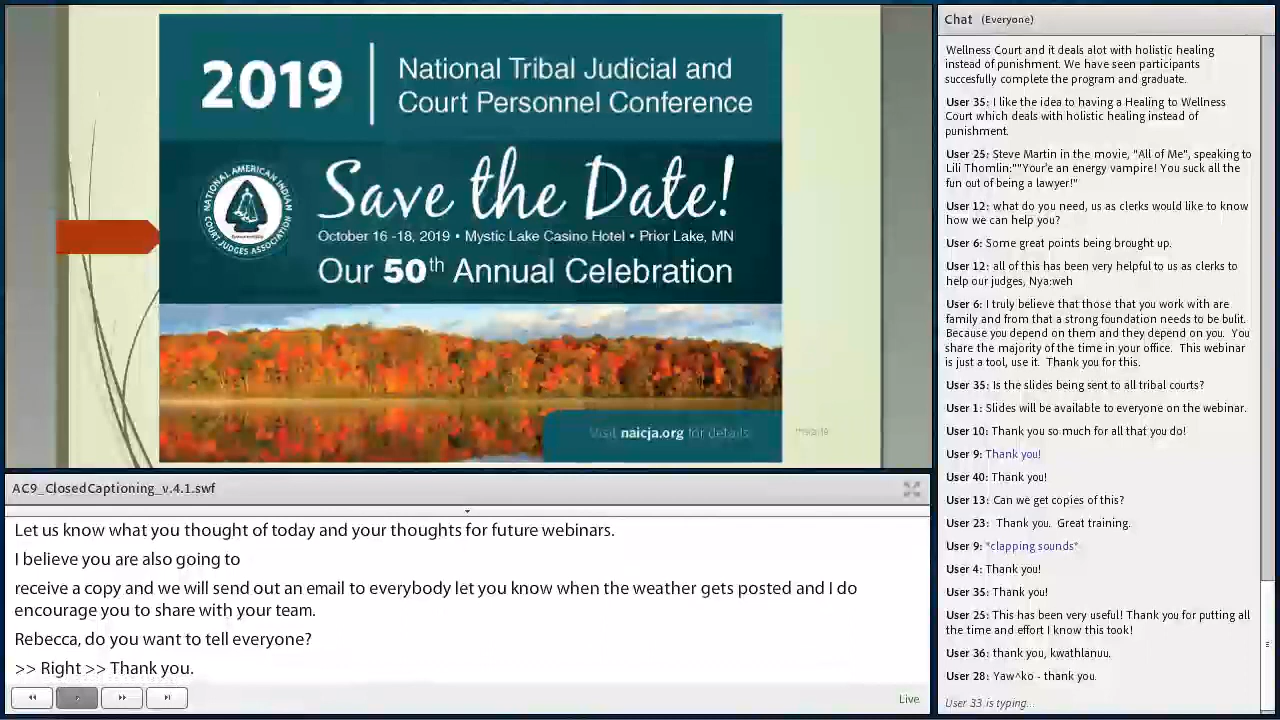 2019
National Tribal Judicial and
Court Personnel Conference
NATIONAL AMERICAN INDIAN
COURT JUDGES ASSOCIATION
Save the Date!
October 16 -18, 2019 • Mystic Lake Casino Hotel • Prior Lake, MN
Our 50th Annual Celebration
Visit naicja.org for details
AC9_ClosedCaptioning_v.4.1.swf
Let us know what you thought of today and your thoughts for future webinars.
I believe you are also going to
receive a copy and we will send out an email to everybody let you know when the weather gets posted and I do
encourage you to share with your team.
Rebecca, do you want to tell everyone?
>> Right >> Thank you.
Live
Chat (Everyone)
Wellness Court and it deals alot with holistic healing
instead of punishment. We have seen participants
succesfully complete the program and graduate.
User 35: I like the idea to having a Healing to Wellness
Court which deals with holistic healing instead of
punishment.
User 25: Steve Martin in the movie, "All of Me", speaking to
Lili Thomlin:""Your'e an energy vampire! You suck all the
fun out of being a lawyer!"
User 12: what do you need, us as clerks would like to know
how we can help you?
User 6: Some great points being brought up.
User 12: all of this has been very helpful to us as clerks to
help our judges, Nya:weh
User 6: I truly believe that those that you work with are
family and from that a strong foundation needs to be bulit.
Because you depend on them and they depend on you. You
share the majority of the time in your office. This webinar
is just a tool, use it. Thank you for this.
User 35: Is the slides being sent to all tribal courts?
User 1: Slides will be available to everyone on the webinar.
User 10: Thank you so much for all that you do!
User 9: Thank you!
User 40: Thank you!
User 13: Can we get copies of this?
User 23: Thank you. Great training.
User 9: *clapping sounds*
User 4: Thank you!
User 35: Thank you!
User 25: This has been very useful! Thank you for putting all
the time and effort I know this took!
User 36: thank you, kwathlanuu.
User 28: Yaw^ko - thank you.
User 33 is typing...